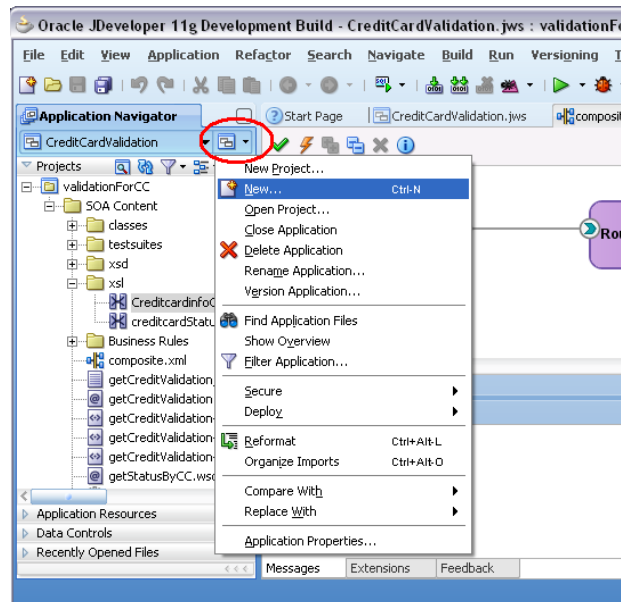 Oracle JDeveloper 11g Development Build - CreditCardValidation.jws : validationF
File Edit View Application Refactor Search Navigate Build Run Versioning
Application Navigator
Start Page
CreditCardValidation.jws
composit
CreditCardValidation
Projects
validationForCC
SOA Content
classes
testsuites
xsd
xsl
CreditcardinfoC
creditcardStatu
Business Rules
composite.xml
getCreditValidation
getCreditValidation
getCreditValidation-
getCreditValidation-
getCreditValidation-
getStatusByCC.wsd
Application Resources
Data Controls
Recently Opened Files
New Project...
New... Ctrl-N
Open Project...
Close Application
Delete Application
Rename Application...
Version Application...
Find Application Files
Show Overview
Filter Application...
Secure
Deploy
Reformat Ctrl+Alt-L
Organize Imports Ctrl+Alt-O
Compare With
Replace With
Application Properties...
Rou
Messages Extensions Feedback